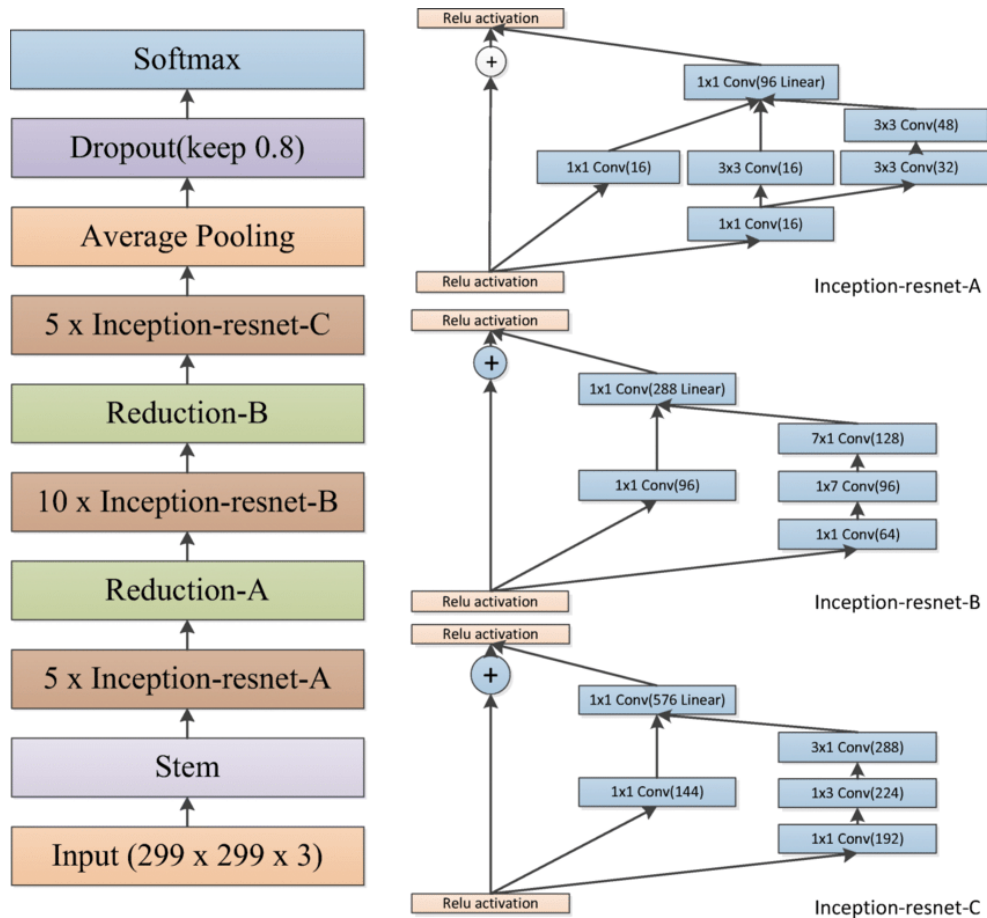 Softmax
Dropout(keep 0.8)
Average Pooling
5 x Inception-resnet-C
Reduction-B
10 x Inception-resnet-B
Reduction-A
5 x Inception-resnet-A
Stem
Input (299 x 299 x 3)
Relu activation
+
1x1 Conv(96 Linear)
3x3 Conv(48)
1x1 Conv(16)
3x3 Conv(16)
3x3 Conv(32)
1x1 Conv(16)
Relu activation
Inception-resnet-A
Relu activation
+
1x1 Conv(288 Linear)
7x1 Conv(128)
1x1 Conv(96)
1x7 Conv(96)
1x1 Conv(64)
Relu activation
Inception-resnet-B
Relu activation
+
1x1 Conv(576 Linear)
3x1 Conv(288)
1x1 Conv(144)
1x3 Conv(224)
1x1 Conv(192)
Relu activation
Inception-resnet-C